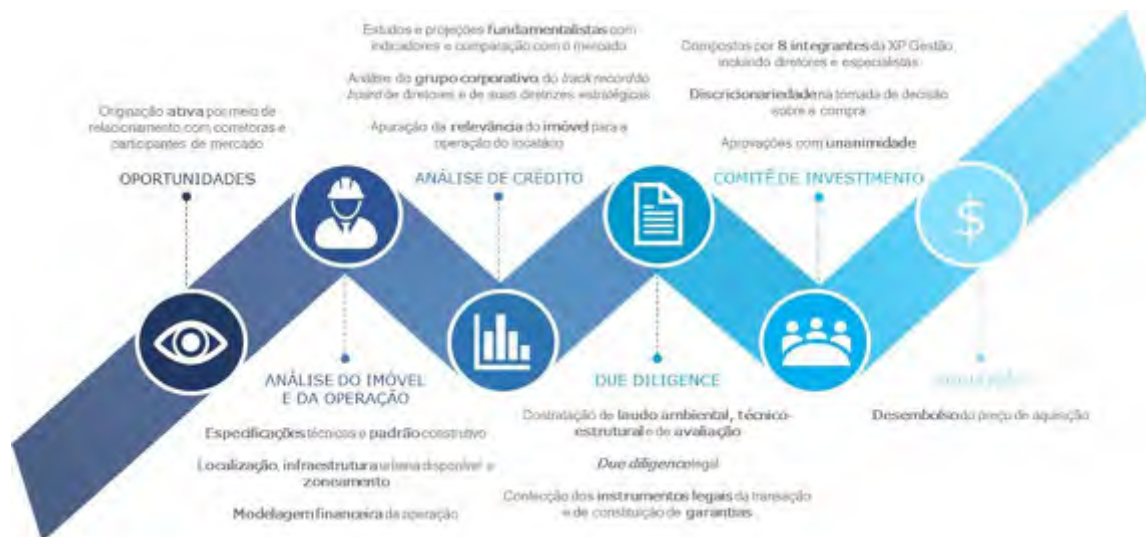 Originação ativa por meio de
relacionamento com corretoras e
participantes de mercado
OPORTUNIDADES
ANÁLISE DO IMÓVEL
E DA OPERAÇÃO
Especificações técnicas e padrão construtivo
Localização, infraestrutura urbana disponível e
zoneamento
Modelagem financeira da operação
Estudos e projeções fundamentalistas com
indicadores e comparação com o mercado
Análise do grupo corporativo, do track record do
board de diretores e de suas diretrizes estratégicas
Apuração da relevância do imóvel para a
operação do locatário
ANÁLISE DE CRÉDITO
DUE DILIGENCE
Contratação de laudo ambiental, técnico-
estrutural e de avaliação
Due diligence legal
Confecção dos instrumentos legais da transação
e de constituição de garantias
Compostos por 8 integrantes da XP Gestão,
incluindo diretores e especialistas
Discricionariedade na tomada de decisão
sobre a compra
Aprovações com unanimidade
COMITÊ DE INVESTIMENTO
$
Desembolso do preço de aquisição